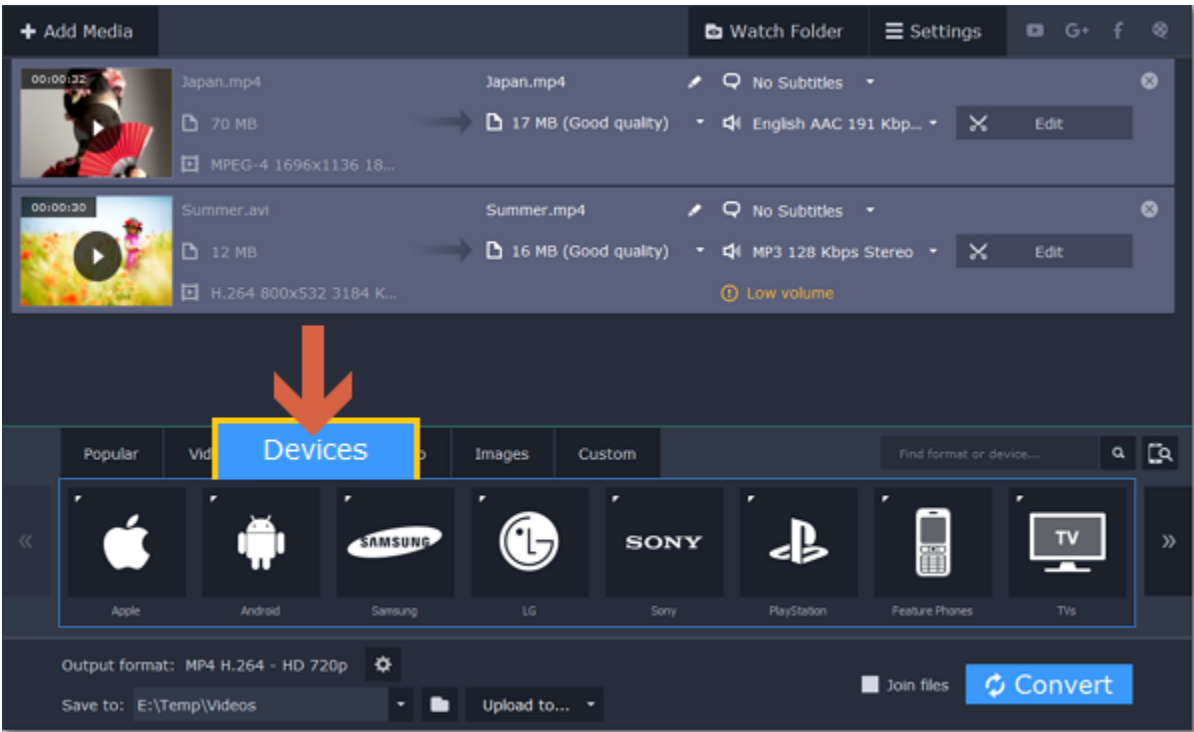 Add Media
Watch Folder
Settings
G+
f
00:00:32
Japan.mp4
Japan.mp4
No Subtitles
70 MB
17 MB (Good quality)
English AAC 191 Kbp...
Edit
MPEG-4 1696x1136 18...
00:00:30
Summer.avi
Summer.mp4
No Subtitles
12 MB
16 MB (Good quality)
MP3 128 Kbps Stereo
Edit
H.264 800x532 3184 K...
Low volume
Popular
Devices
Images
Custom
Find format or device....
SAMSUNG
LG
SONY
TV
Apple
Android
Samsung
LG
Sony
PlayStation
Feature Phones
TVs
Output format: MP4 H.264 - HD 720p
Join files
Convert
Save to: E:\Temp\Videos
Upload to...